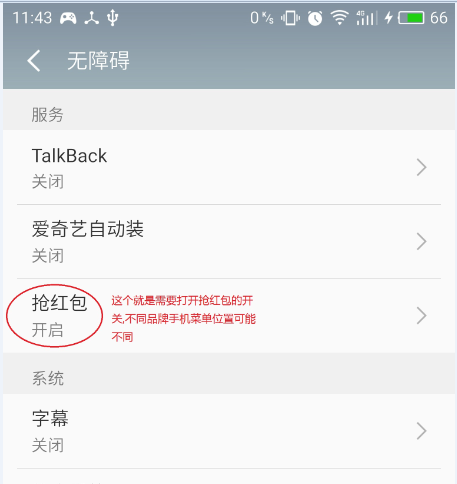 11:43 0 K/s 4G 66
无障碍
服务
TalkBack
关闭
爱奇艺自动装
关闭
抢红包
开启
这个就是需要打开抢红包的开
关,不同品牌手机菜单位置可能
不同
系统
字幕
关闭